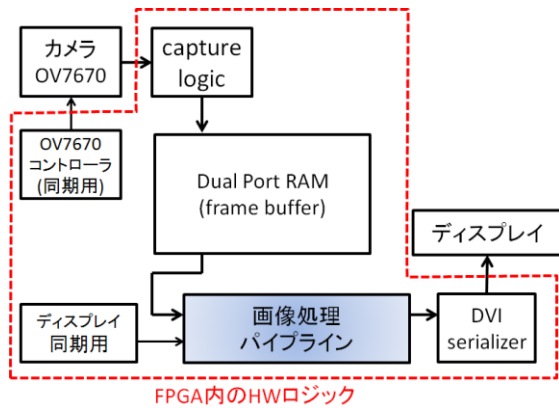 カメラ
OV7670
capture
logic
OV7670
コントローラ
(同期用)
Dual Port RAM
(frame buffer)
ディスプレイ
ディスプレイ
同期用
画像処理
パイプライン
DVI
serializer
FPGA内のHWロジック